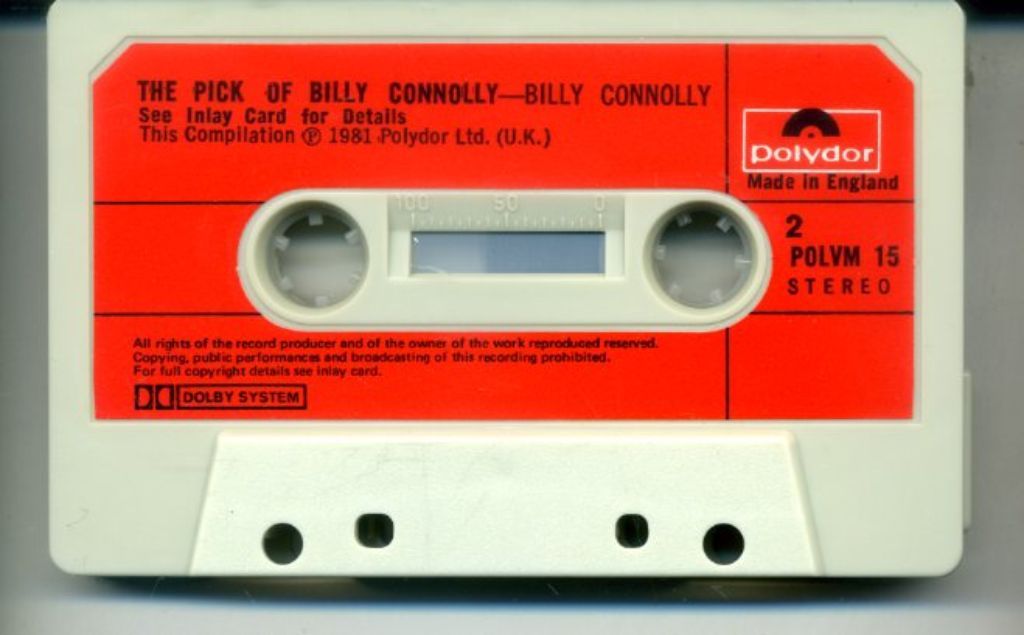 THE PICK OF BILLY CONNOLLY—BILLY CONNOLLY
See Inlay Card for Details
This Compilation ℗ 1981 Polydor Ltd. (U.K.)
polydor
Made in England
100 50 0
2
POLVM 15
STEREO
All rights of the record producer and of the owner of the work reproduced reserved.
Copying, public performances and broadcasting of this recording prohibited.
For full copyright details see inlay card.
DOLBY SYSTEM